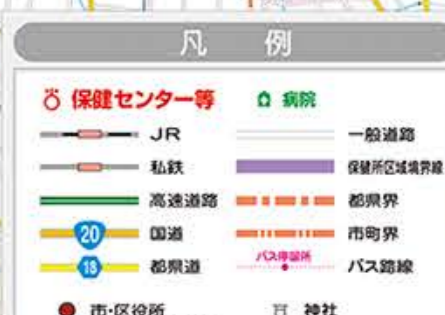 凡 例
保健センター等 病院
JR 一般道路
私鉄 保健所区域境界線
高速道路 都県界
20 国道 市町界
18 都県道 バス停留所 バス路線
市・区役所 神社